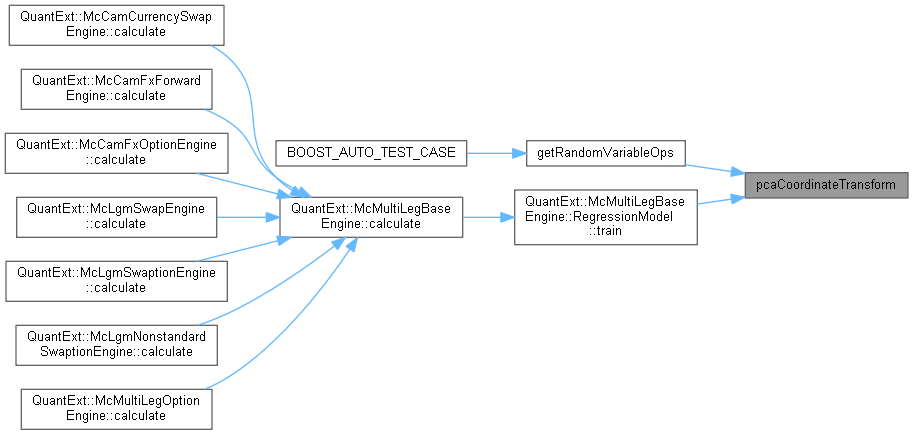 QuantExt::McCamCurrencySwap
Engine::calculate
QuantExt::McCamFxForward
Engine::calculate
QuantExt::McCamFxOptionEngine
::calculate
QuantExt::McLgmSwapEngine
::calculate
QuantExt::McLgmSwaptionEngine
::calculate
QuantExt::McLgmNonstandard
SwaptionEngine::calculate
QuantExt::McMultiLegOption
Engine::calculate
BOOST_AUTO_TEST_CASE
QuantExt::McMultiLegBase
Engine::calculate
getRandomVariableOps
QuantExt::McMultiLegBase
Engine::RegressionModel
::train
pcaCoordinateTransform